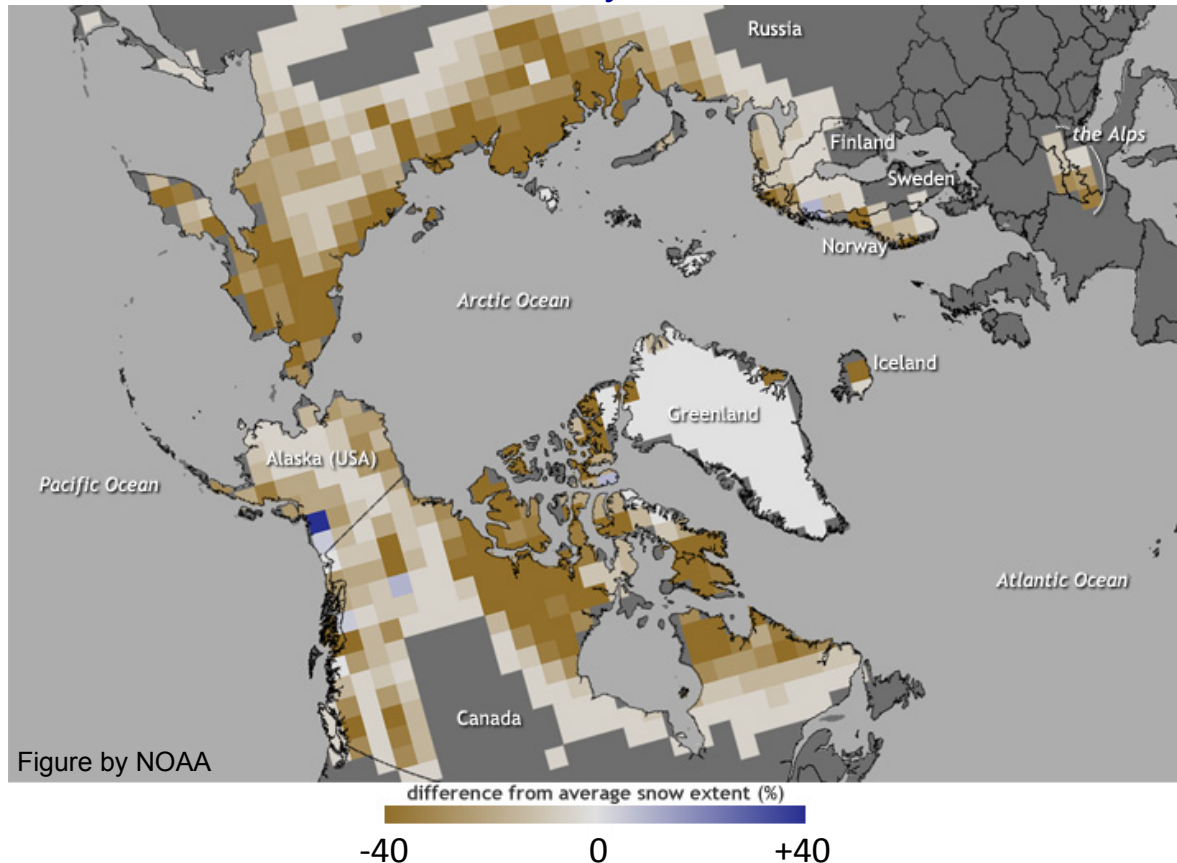 Russia
the Alps
Finland
Sweden
Norway
Arctic Ocean
Iceland
Greenland
Alaska (USA)
Pacific Ocean
Atlantic Ocean
Canada
Figure by NOAA
difference from average snow extent (%)
-40 0 +40